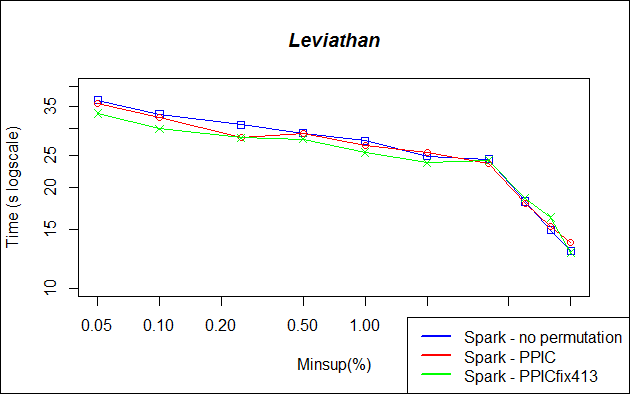 Leviathan
Time (s logscale)
35
25
20
15
10
0.05 0.10 0.20 0.50 1.00
Minsup(%)
Spark - no permutation
Spark - PPIC
Spark - PPICfix413